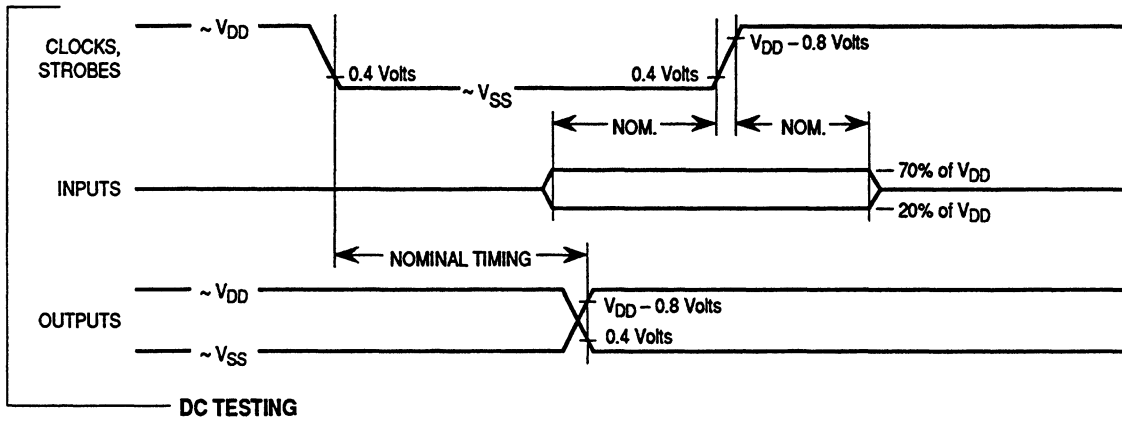 CLOCKS,
STROBES
~ VDD
0.4 Volts
~ VSS
0.4 Volts
VDD – 0.8 Volts
NOM.
NOM.
INPUTS
70% of VDD
20% of VDD
NOMINAL TIMING
OUTPUTS
~ VDD
VDD – 0.8 Volts
0.4 Volts
~ VSS
DC TESTING